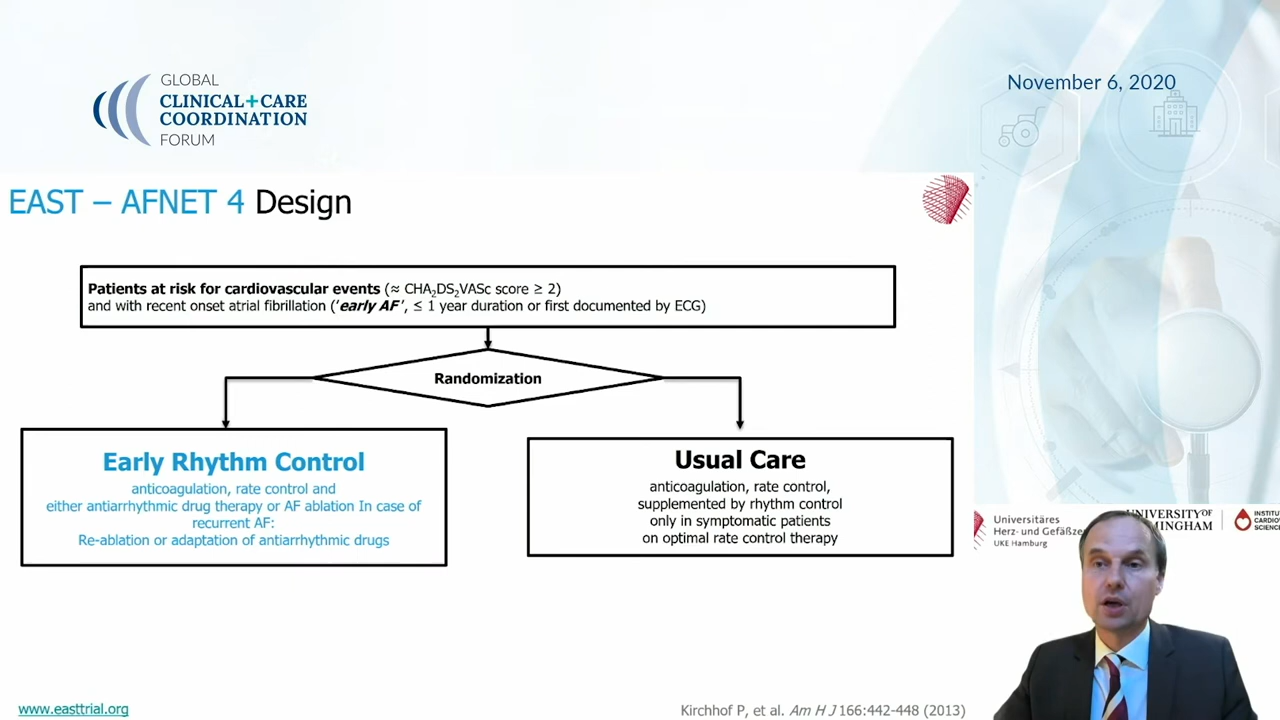 GLOBAL
CLINICAL+CARE
COORDINATION
FORUM
November 6, 2020
EAST – AFNET 4 Design
Patients at risk for cardiovascular events (≈ CHA₂DS₂VASc score ≥ 2)
and with recent onset atrial fibrillation ('early AF', ≤ 1 year duration or first documented by ECG)
Randomization
Early Rhythm Control
anticoagulation, rate control and
either antiarrhythmic drug therapy or AF ablation In case of
recurrent AF:
Re-ablation or adaptation of antiarrhythmic drugs
Usual Care
anticoagulation, rate control,
supplemented by rhythm control
only in symptomatic patients
on optimal rate control therapy
Universitäres
Herz- und Gefäßze
UKE Hamburg
UNIVERSITY OF
MINGHAM
INSTITU
CARDIOV
SCIENCE
www.easttrial.org
Kirchhof P, et al. Am H J 166:442-448 (2013)